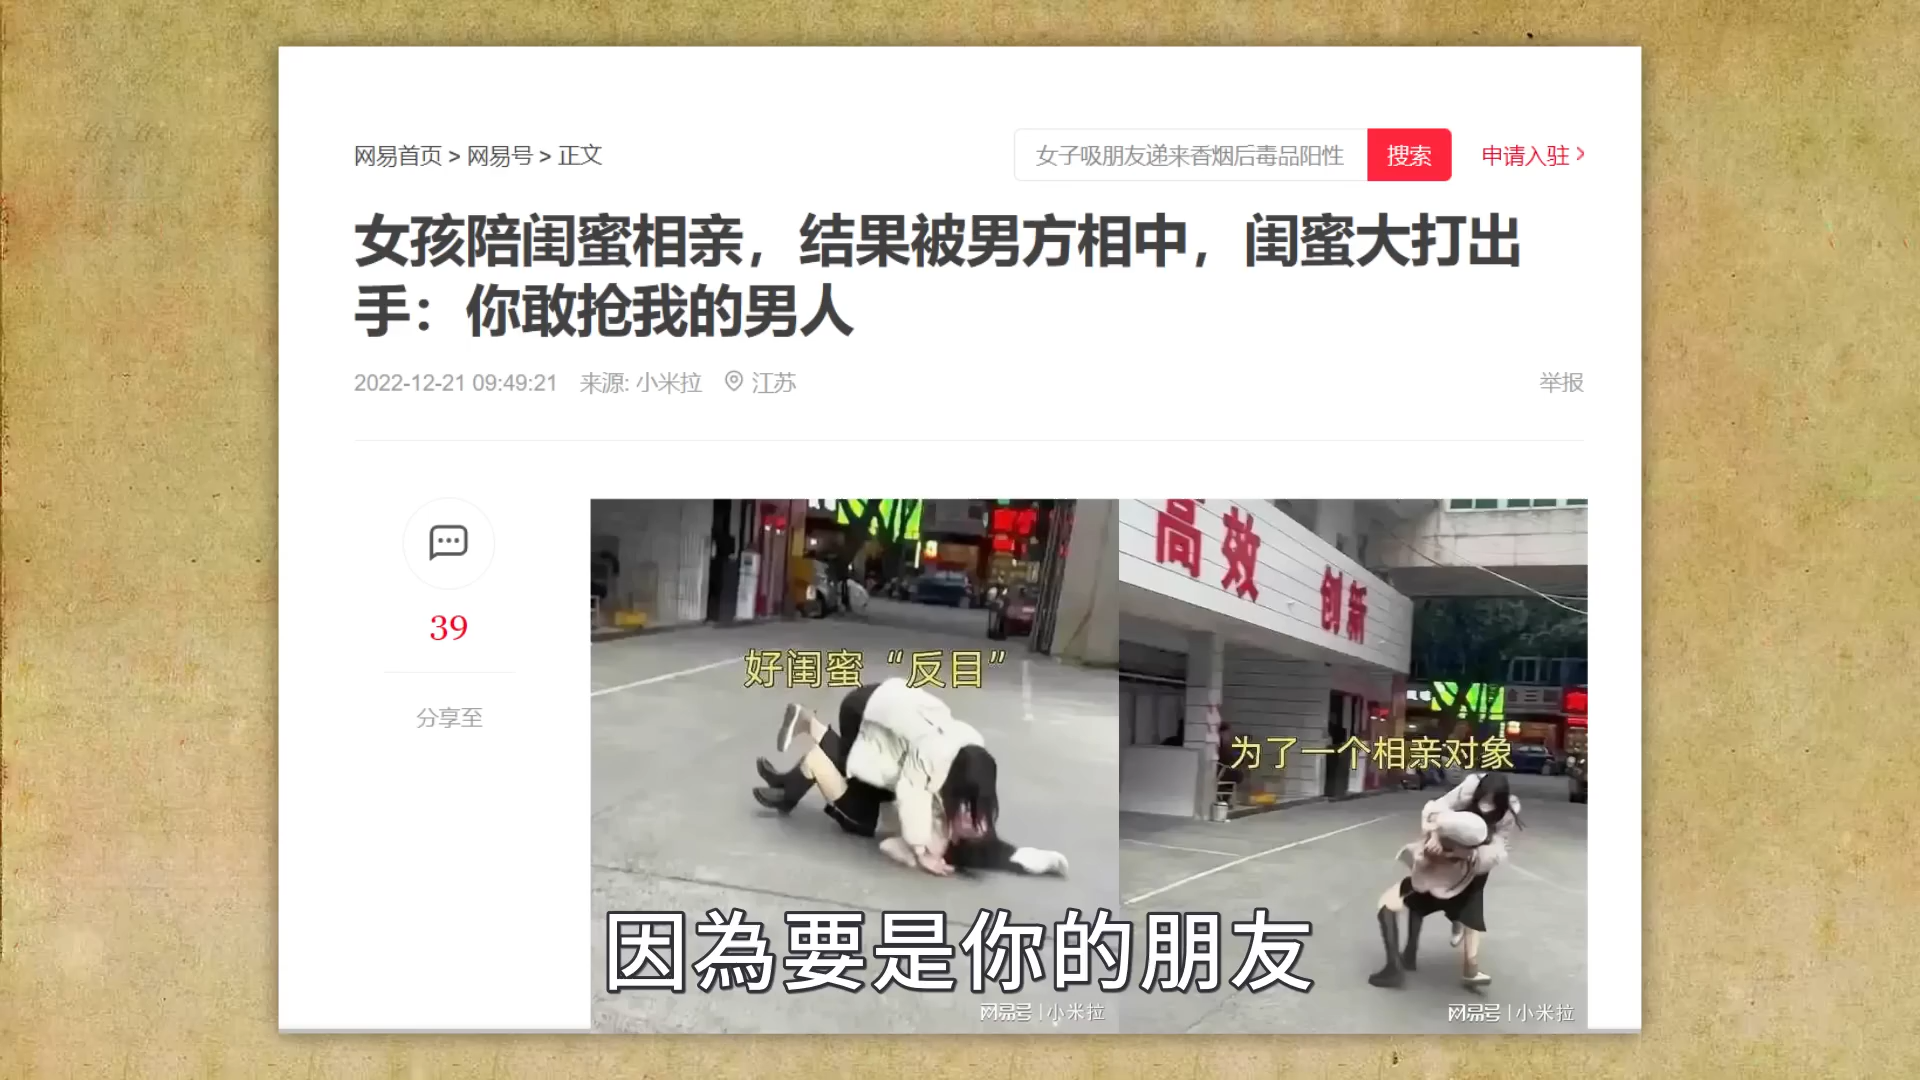 网易首页 > 网易号 > 正文
女子吸朋友递来香烟后毒品阳性
搜索
申请入驻 >
女孩陪闺蜜相亲，结果被男方相中，闺蜜大打出
手：你敢抢我的男人
2022-12-21 09:49:21 来源: 小米拉 江苏
举报
39
分享至
好闺蜜“反目”
高效 创新
为了一个相亲对象
因為要是你的朋友
网易号 | 小米拉
网易号 | 小米拉